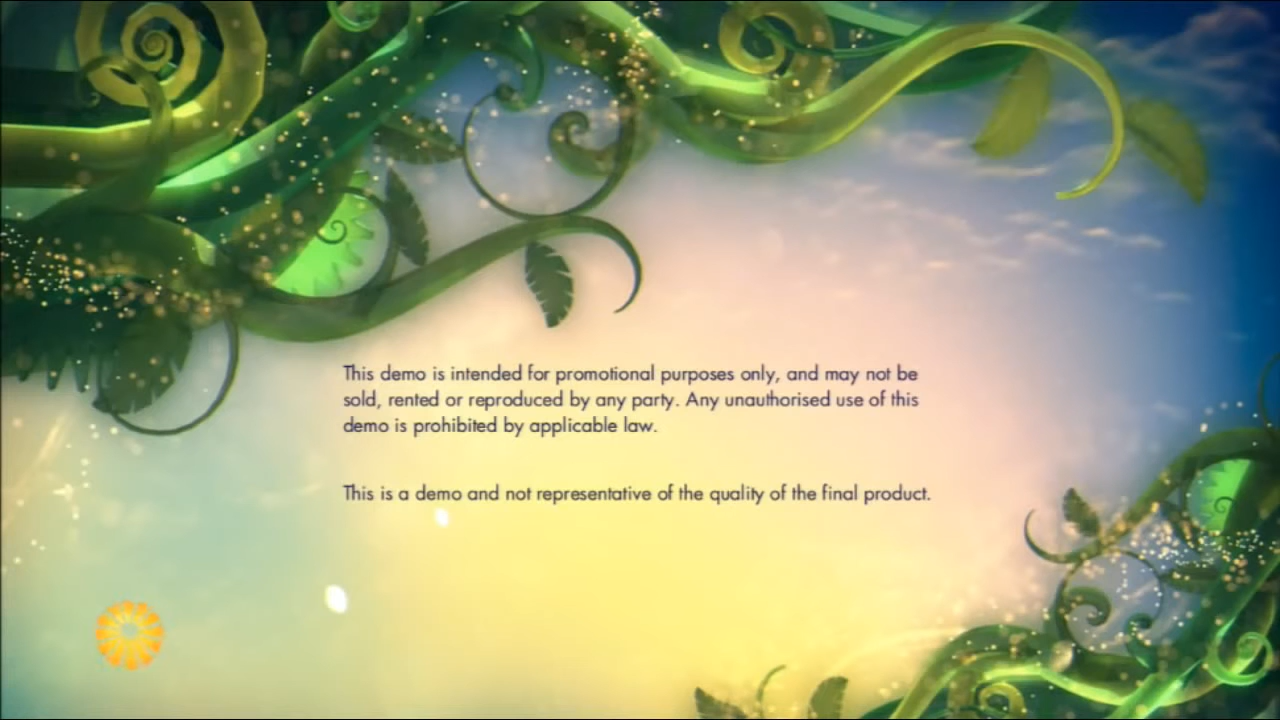 This demo is intended for promotional purposes only, and may not be
sold, rented or reproduced by any party. Any unauthorised use of this
demo is prohibited by applicable law.
This is a demo and not representative of the quality of the final product.